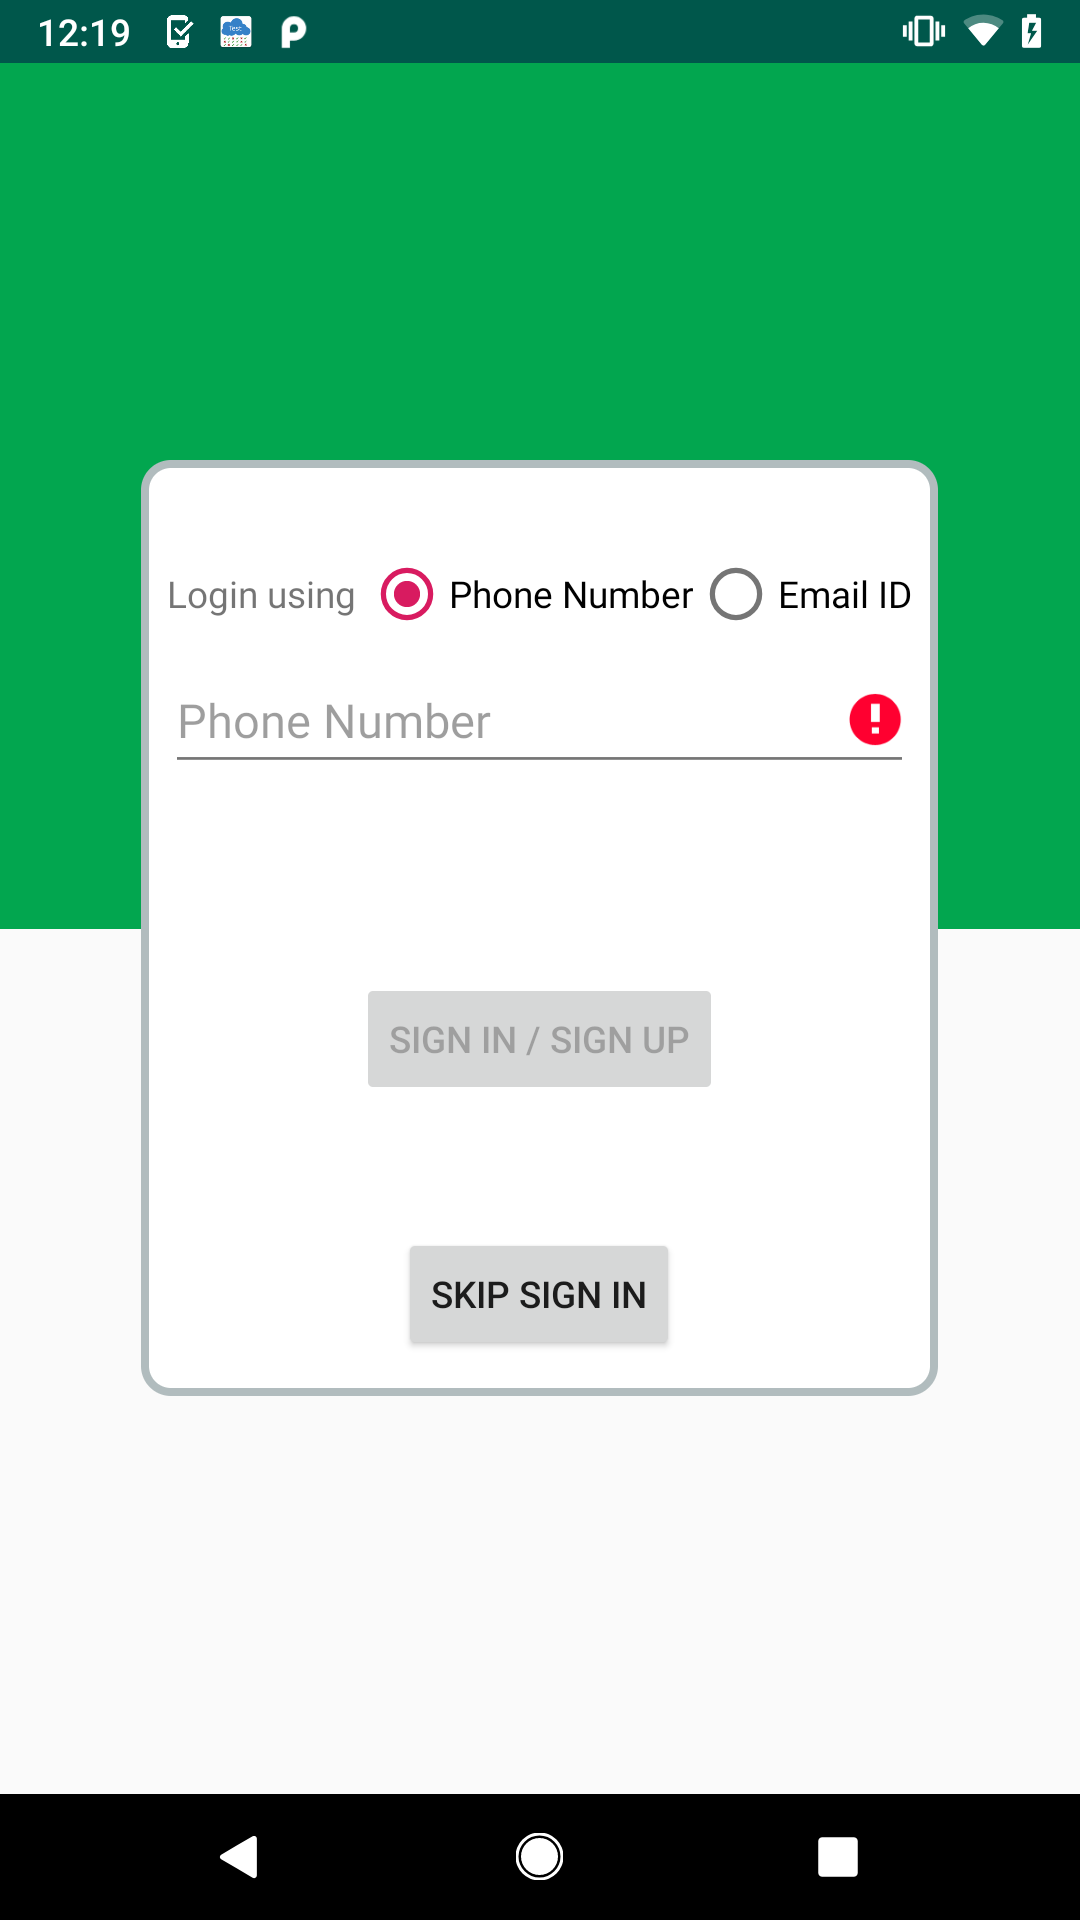 12:19
Login using Phone Number Email ID
Phone Number
SIGN IN / SIGN UP
SKIP SIGN IN